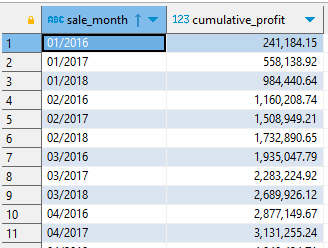 ABC sale_month 123 cumulative_profit
1 01/2016 241,184.15
2 01/2017 558,138.92
3 01/2018 984,440.64
4 02/2016 1,160,208.74
5 02/2017 1,508,949.21
6 02/2018 1,732,890.65
7 03/2016 1,935,047.79
8 03/2017 2,283,224.92
9 03/2018 2,689,926.12
10 04/2016 2,877,149.67
11 04/2017 3,131,255.24